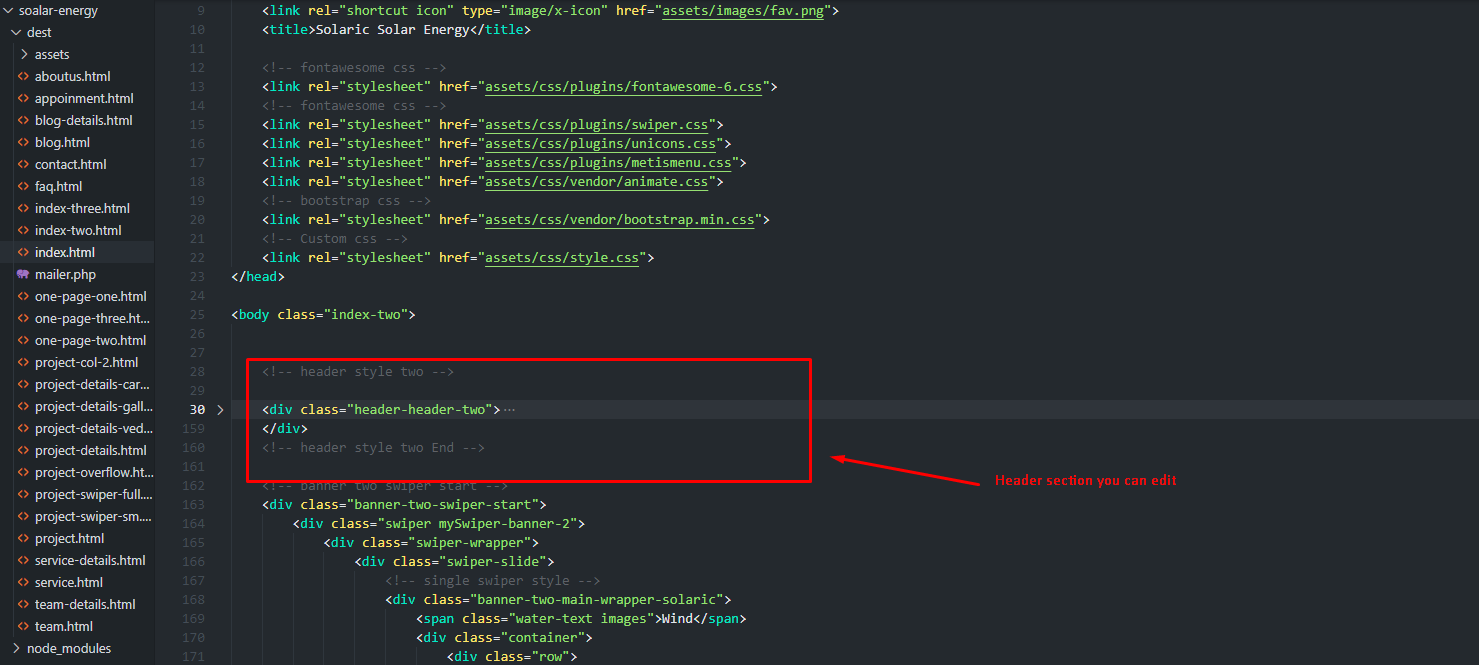 soalar-energy
dest
assets
aboutus.html
appoinment.html
blog-details.html
blog.html
contact.html
faq.html
index-three.html
index-two.html
index.html
mailer.php
one-page-one.html
one-page-three.ht...
one-page-two.html
project-col-2.html
project-details-car...
project-details-gall...
project-details-ved...
project-details.html
project-overflow.ht...
project-swiper-full....
project-swiper-sm....
project.html
service-details.html
service.html
team-details.html
team.html
node_modules
9 <link rel="shortcut icon" type="image/x-icon" href="assets/images/fav.png">
10 <title>Solaric Solar Energy</title>
11
12 <!-- fontawesome css -->
13 <link rel="stylesheet" href="assets/css/plugins/fontawesome-6.css">
14 <!-- fontawesome css -->
15 <link rel="stylesheet" href="assets/css/plugins/swiper.css">
16 <link rel="stylesheet" href="assets/css/plugins/unicons.css">
17 <link rel="stylesheet" href="assets/css/plugins/metismenu.css">
18 <link rel="stylesheet" href="assets/css/vendor/animate.css">
19 <!-- bootstrap css -->
20 <link rel="stylesheet" href="assets/css/vendor/bootstrap.min.css">
21 <!-- Custom css -->
22 <link rel="stylesheet" href="assets/css/style.css">
23 </head>
24
25 <body class="index-two">
26
27
28 <!-- header style two -->
29
30 <div class="header-header-two">...
159 </div>
160 <!-- header style two End -->
161
162 <!-- banner two swiper start -->
163 <div class="banner-two-swiper-start">
164 <div class="swiper mySwiper-banner-2">
165 <div class="swiper-wrapper">
166 <div class="swiper-slide">
167 <!-- single swiper style -->
168 <div class="banner-two-main-wrapper-solaric">
169 <span class="water-text images">Wind</span>
170 <div class="container">
171 <div class="row">
Header section you can edit